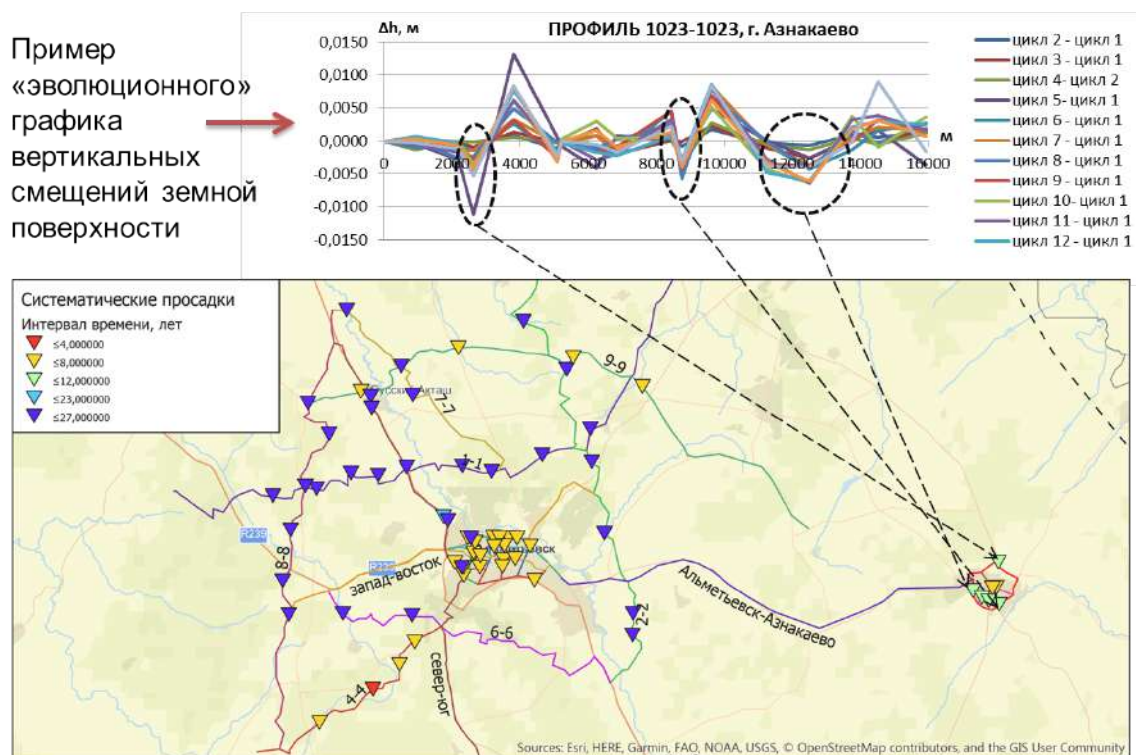 Пример
«эволюционного»
графика
вертикальных
смещений земной
поверхности
Δh, м
ПРОФИЛЬ 1023-1023, г. Азнакаево
0,0150
0,0100
0,0050
0,0000
-0,0050
-0,0100
-0,0150
0 2000 4000 6000 8000 10000 12000 14000 16000
м
цикл 2 - цикл 1
цикл 3 - цикл 1
цикл 4- цикл 2
цикл 5- цикл 1
цикл 6 - цикл 1
цикл 7 - цикл 1
цикл 8 - цикл 1
цикл 9 - цикл 1
цикл 10- цикл 1
цикл 11 - цикл 1
цикл 12 - цикл 1
Систематические просадки
Интервал времени, лет
≤4,000000
≤8,000000
≤12,000000
≤23,000000
≤27,000000
9-9
Русский Акташ
7-7
1-1
R239
8-8
запад-восток
Альметьевск-Азнакаево
2-2
6-6
север-юг
4-4
Sources: Esri, HERE, Garmin, FAO, NOAA, USGS, © OpenStreetMap contributors, and the GIS User Community